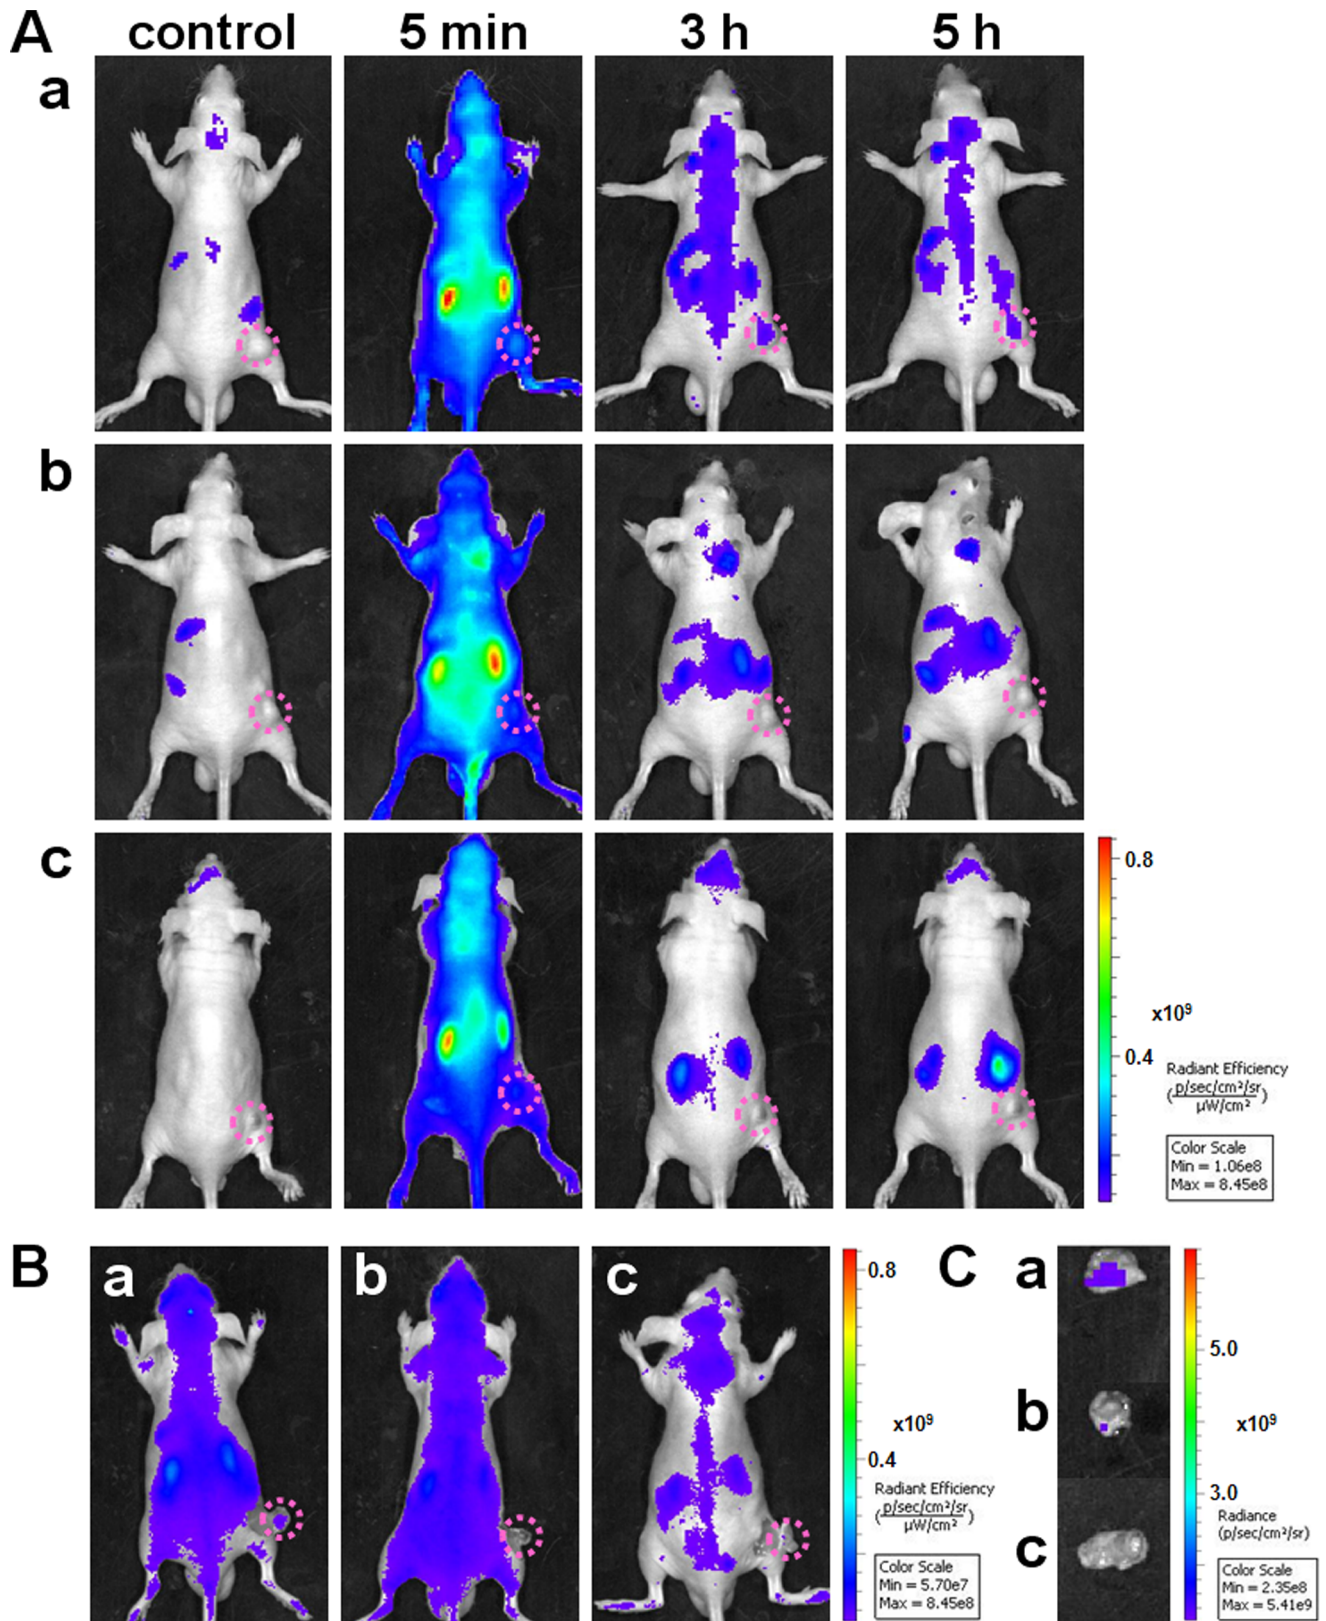 A
control 5 min 3 h 5 h
a
b
c
0.8
x10⁹
0.4
Radiant Efficiency
(p/sec/cm²/sr
µW/cm²)
Color Scale
Min = 1.06e8
Max = 8.45e8
B
a b c
0.8
x10⁹
0.4
Radiant Efficiency
(p/sec/cm²/sr
µW/cm²)
Color Scale
Min = 5.70e7
Max = 8.45e8
C
a
b
c
5.0
x10⁹
3.0
Radiance
(p/sec/cm²/sr)
Color Scale
Min = 2.35e8
Max = 5.41e9